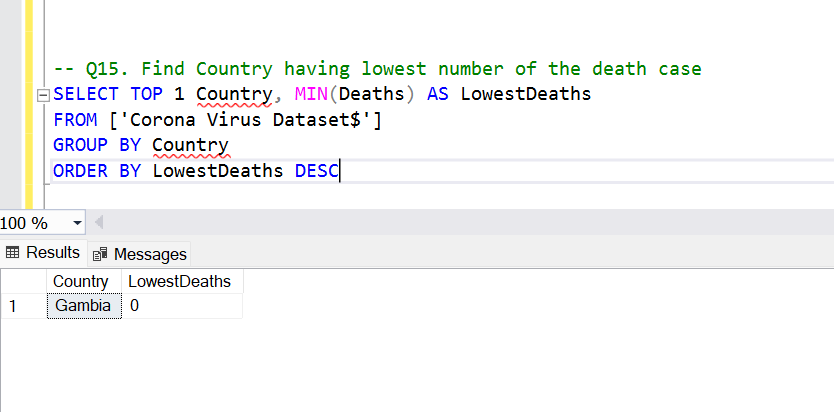 -- Q15. Find Country having lowest number of the death case
SELECT TOP 1 Country, MIN(Deaths) AS LowestDeaths
FROM ['Corona Virus Dataset$']
GROUP BY Country
ORDER BY LowestDeaths DESC
100 %
Results Messages
Country LowestDeaths
1 Gambia 0